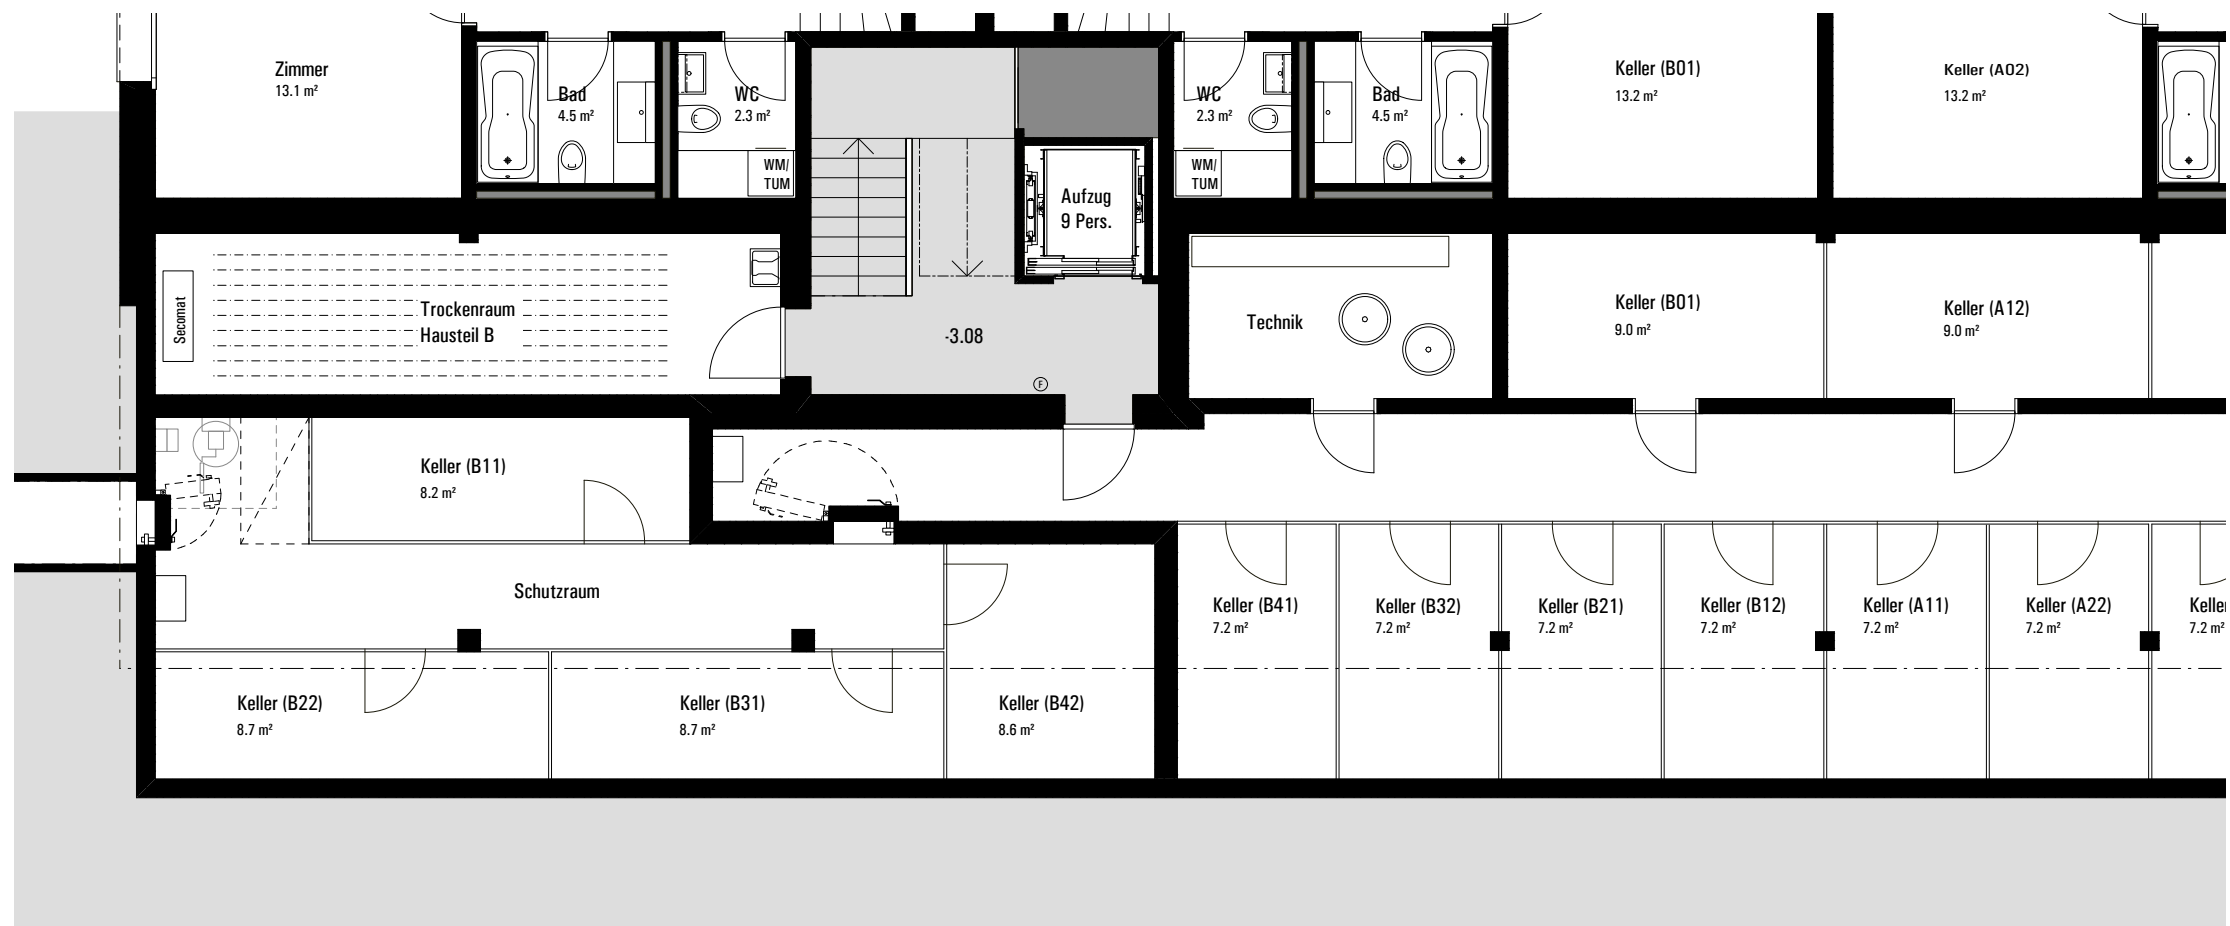 Zimmer
13.1 m²
Bad
4.5 m²
WC
2.3 m²
WM/
TUM
WC
2.3 m²
WM/
TUM
Bad
4.5 m²
Keller (B01)
13.2 m²
Keller (A02)
13.2 m²
Aufzug
9 Pers.
Secomat
Trockenraum
Hausteil B
-3.08
F
Technik
Keller (B01)
9.0 m²
Keller (A12)
9.0 m²
Keller (B11)
8.2 m²
Schutzraum
Keller (B41)
7.2 m²
Keller (B32)
7.2 m²
Keller (B21)
7.2 m²
Keller (B12)
7.2 m²
Keller (A11)
7.2 m²
Keller (A22)
7.2 m²
Keller
7.2 m²
Keller (B22)
8.7 m²
Keller (B31)
8.7 m²
Keller (B42)
8.6 m²